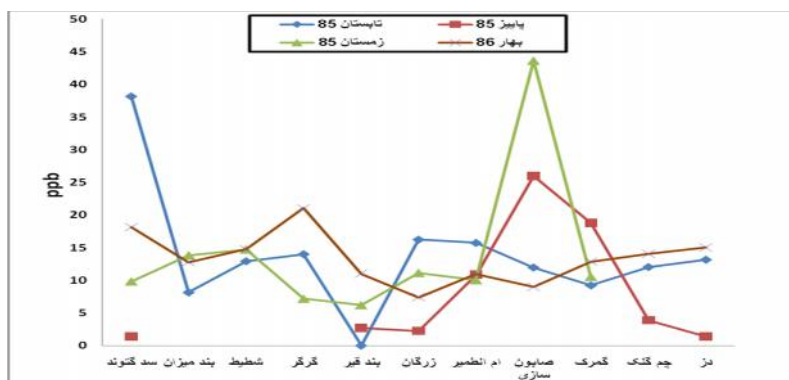 50
45
40
35
30
25
20
15
10
5
0
ppb
تابستان 85
پاییز 85
زمستان 85
بهار 86
سد گتوند
بند میزان
شطیط
گرگر
بند قیر
زرگان
ام الطمیر
صابون
سازی
گمرک
چم گنک
دز